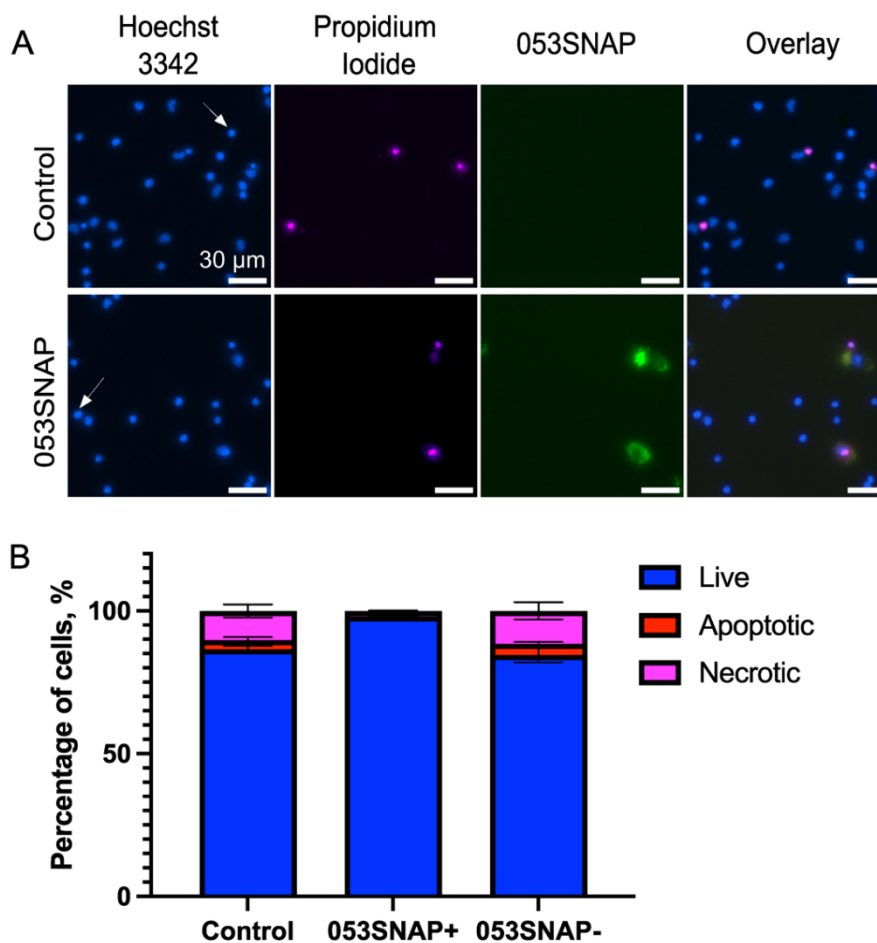 A
Hoechst
3342
Propidium
Iodide
053SNAP
Overlay
Control
30 µm
053SNAP
B
Percentage of cells, %
100
50
0
Control 053SNAP+ 053SNAP-
Live
Apoptotic
Necrotic